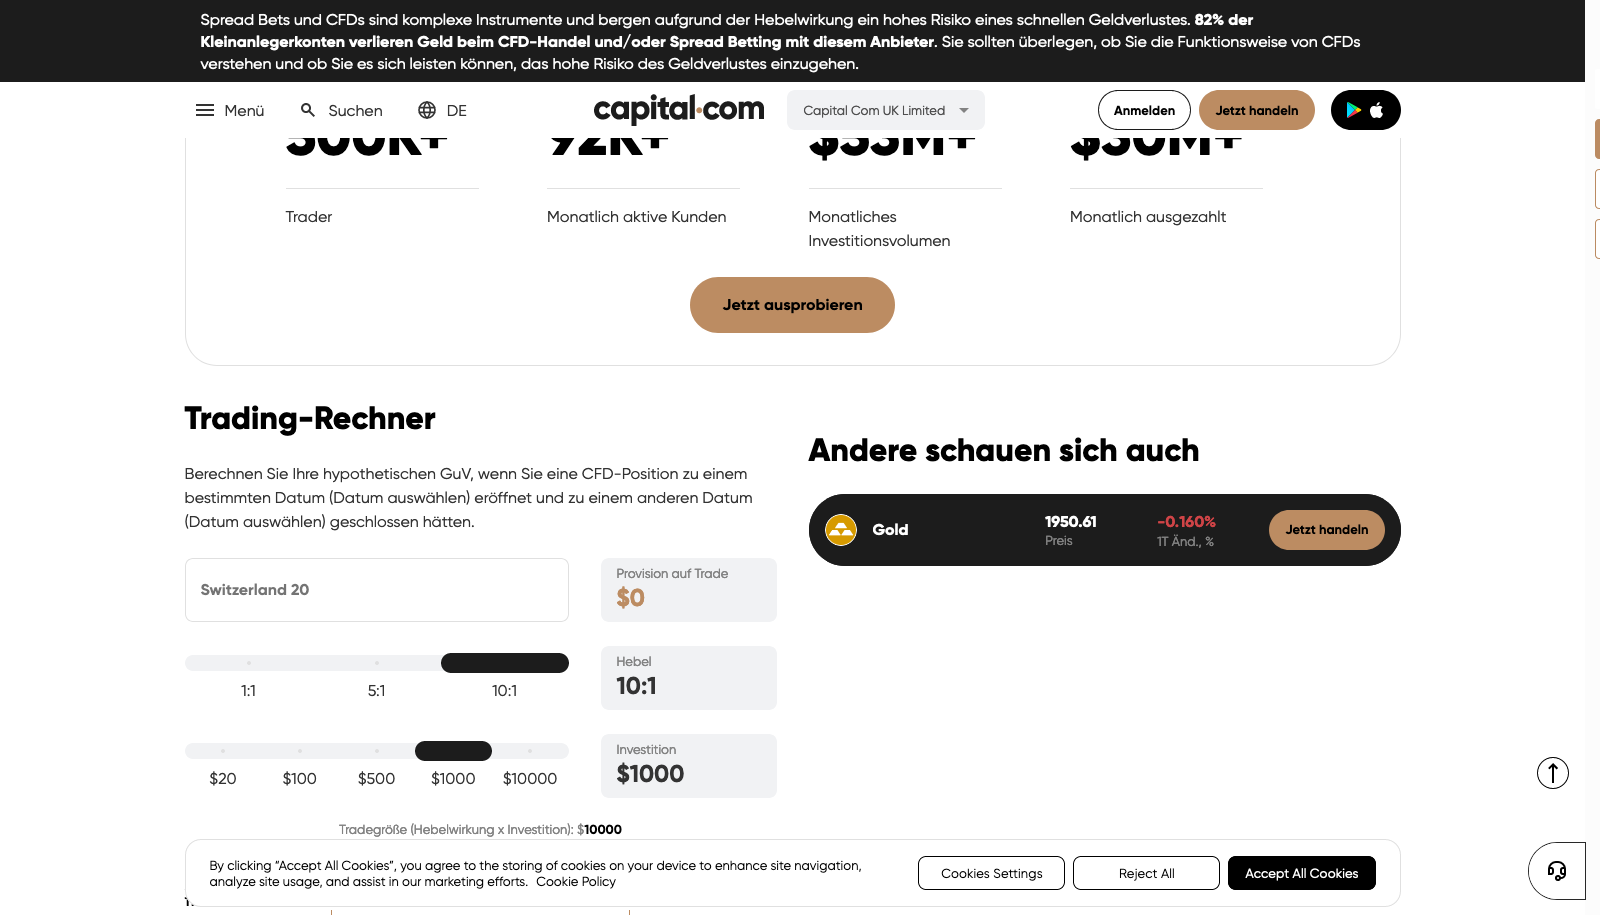 Spread Bets und CFDs sind komplexe Instrumente und bergen aufgrund der Hebelwirkung ein hohes Risiko eines schnellen Geldverlustes. 82% der
Kleinanlegerkonten verlieren Geld beim CFD-Handel und/oder Spread Betting mit diesem Anbieter. Sie sollten überlegen, ob Sie die Funktionsweise von CFDs
verstehen und ob Sie es sich leisten können, das hohe Risiko des Geldverlustes einzugehen.
Menü
Suchen
DE
capital.com
Capital Com UK Limited
Anmelden
Jetzt handeln
Trader
Monatlich aktive Kunden
Monatliches
Investitionsvolumen
Monatlich ausgezahlt
Jetzt ausprobieren
Trading-Rechner
Berechnen Sie Ihre hypothetischen GuV, wenn Sie eine CFD-Position zu einem
bestimmten Datum (Datum auswählen) eröffnet und zu einem anderen Datum
(Datum auswählen) geschlossen hätten.
Switzerland 20
Provision auf Trade
$0
1:1 5:1 10:1
Hebel
10:1
$20 $100 $500 $1000 $10000
Investition
$1000
Tradegröße (Hebelwirkung x Investition): $10000
Andere schauen sich auch
Gold
1950.61
Preis
-0.160%
1T Änd., %
Jetzt handeln
By clicking “Accept All Cookies”, you agree to the storing of cookies on your device to enhance site navigation,
analyze site usage, and assist in our marketing efforts. Cookie Policy
Cookies Settings
Reject All
Accept All Cookies